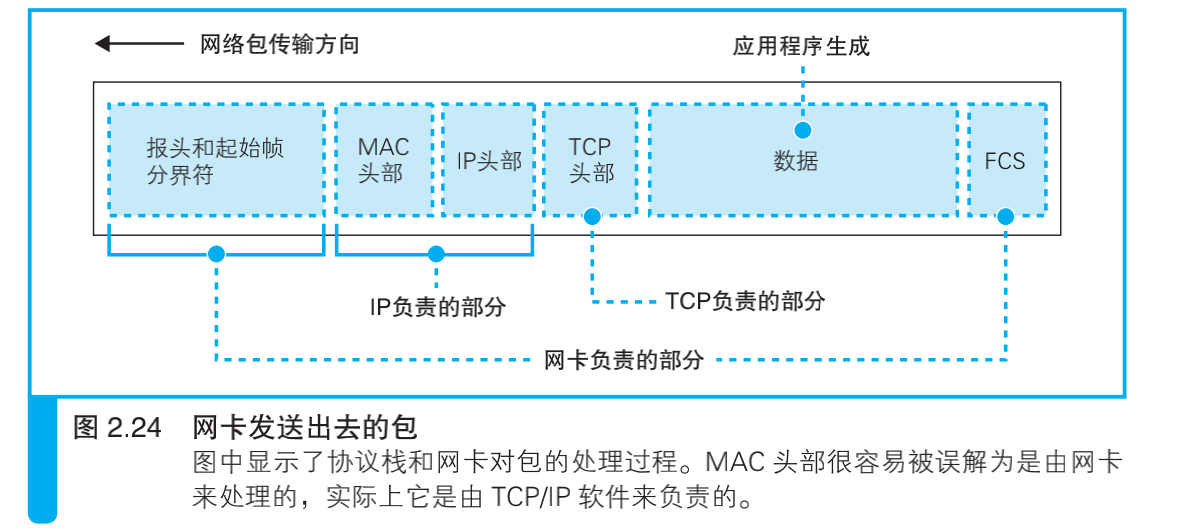 网络包传输方向
应用程序生成
报头和起始帧
分界符
MAC
头部
IP头部
TCP
头部
数据
FCS
IP负责的部分
TCP负责的部分
网卡负责的部分
图 2.24 网卡发送出去的包
图中显示了协议栈和网卡对包的处理过程。MAC 头部很容易被误解为是由网卡
来处理的，实际上它是由 TCP/IP 软件来负责的。